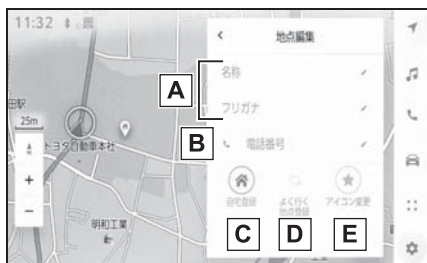 11:32
地点編集
名称
A
フリガナ
B
電話番号
自宅登録
よく行く
地点登録
アイコン変更
C
D
E
田駅
25m
トヨタ自動車本社
N
+
−
明和工業